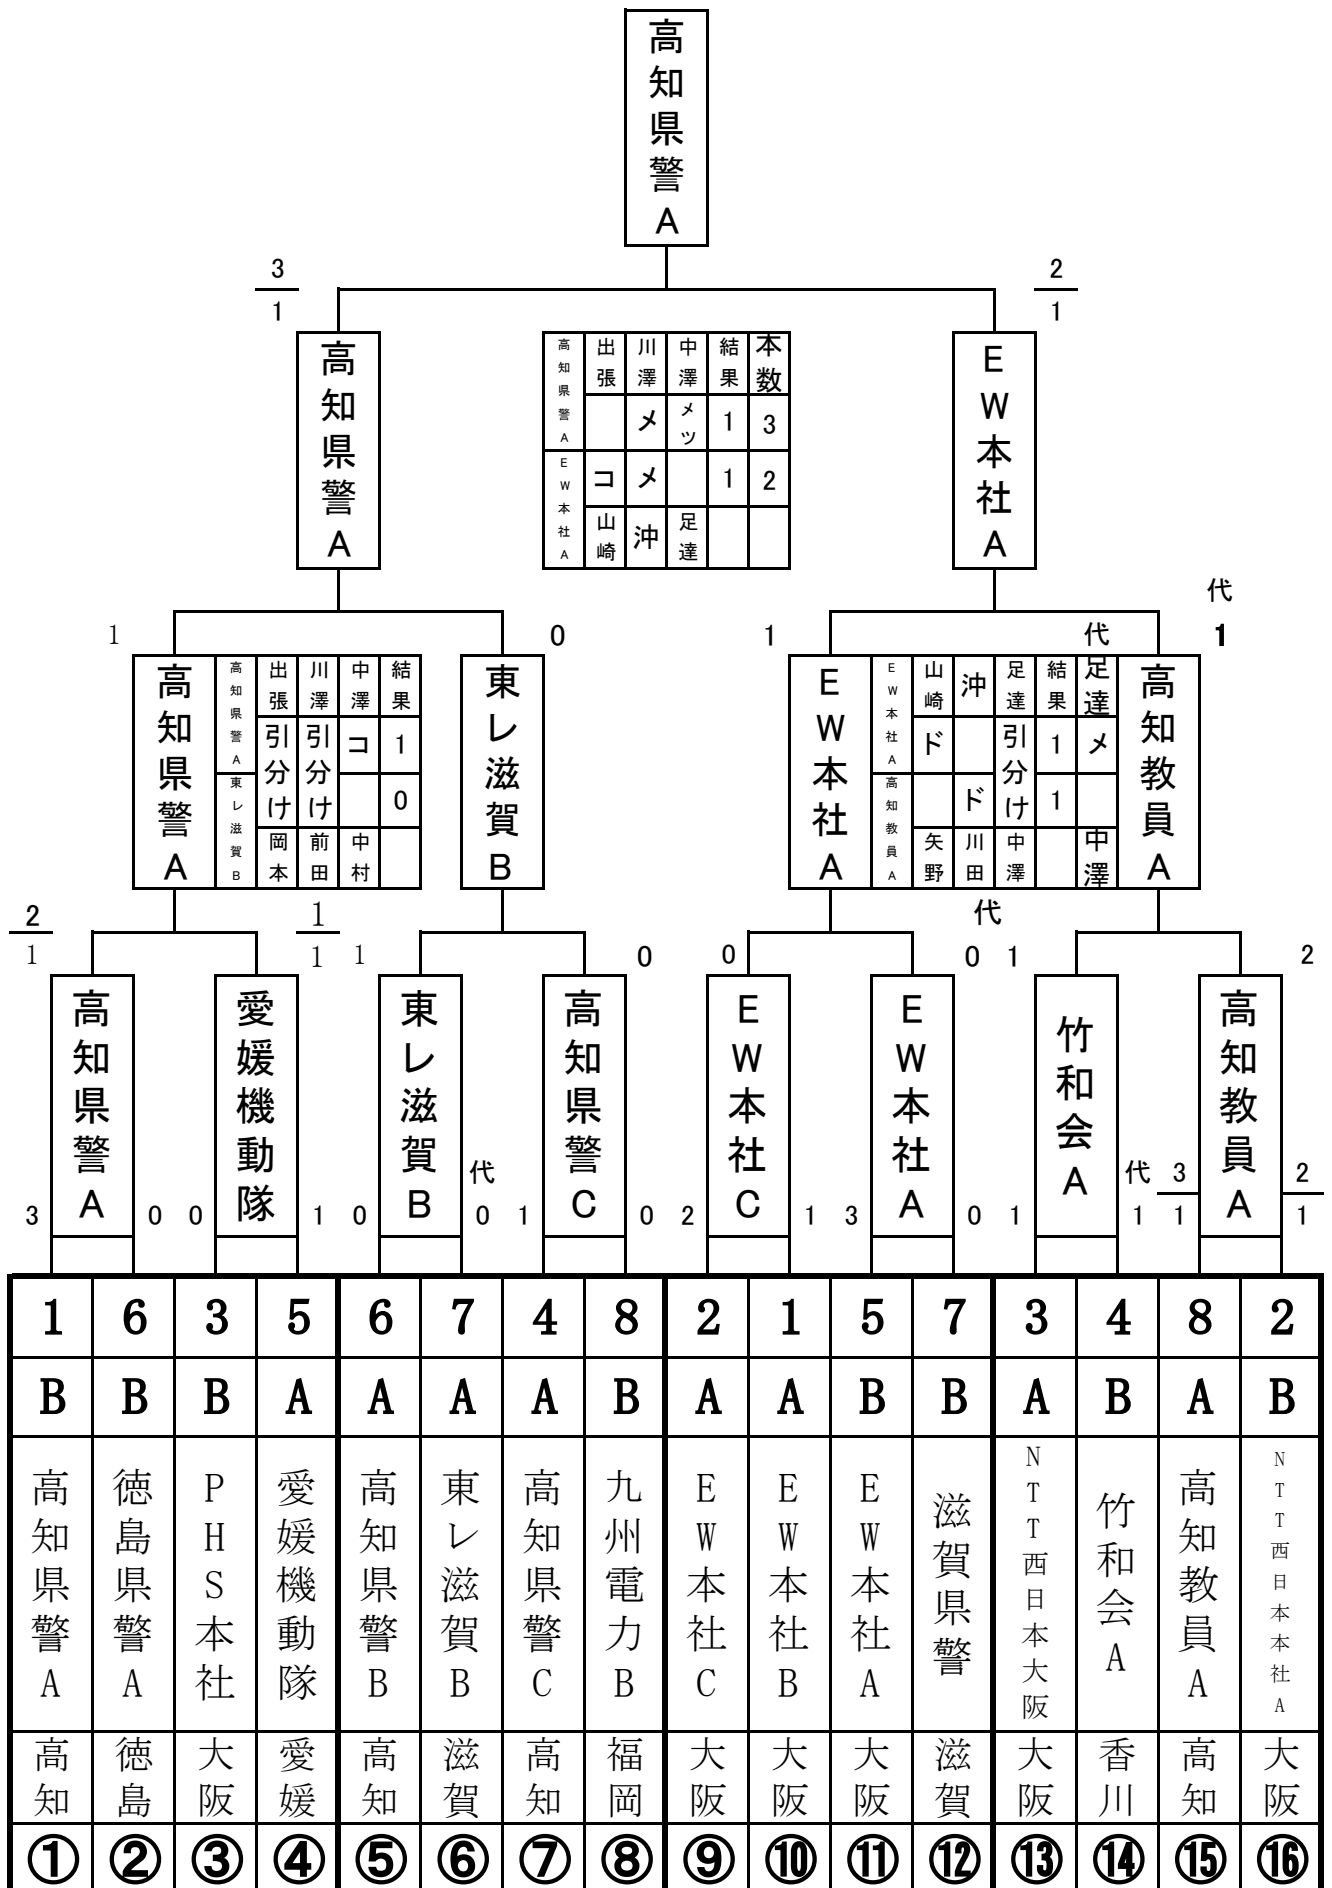 高知県警A
3
1
2
1
高知県警A
高知県警A 出張 川澤 中澤 結果 本数
メ メツ 1 3
EW本社A コ メ 1 2
山崎 沖 足達
EW本社A
代
1 0 1 代 1
高知県警A
高知県警A 出張 川澤 中澤 結果
引分け 引分け コ 1
東レ滋賀B 0
岡本 前田 中村
東レ滋賀B
EW本社A
EW本社A 山崎 沖 足達 結果 足達
ド 引分け 1 メ
高知教員A ド 1
矢野 川田 中澤 中澤
高知教員A
2 1 代
1 1 1 0 0 0 1 2
高知県警A 愛媛機動隊 東レ滋賀B 高知県警C EW本社C EW本社A 竹和会A 高知教員A
代 代 3 2
3 0 0 1 0 0 1 0 2 1 3 0 1 1 1 1
1 6 3 5 6 7 4 8 2 1 5 7 3 4 8 2
B B B A A A A B A A B B A B A B
高知県警A 徳島県警A PHS本社 愛媛機動隊 高知県警B 東レ滋賀B 高知県警C 九州電力B EW本社C EW本社B EW本社A 滋賀県警 NTT西日本大阪 竹和会A 高知教員A NTT西日本本社A
高知 徳島 大阪 愛媛 高知 滋賀 高知 福岡 大阪 大阪 大阪 滋賀 大阪 香川 高知 大阪
① ② ③ ④ ⑤ ⑥ ⑦ ⑧ ⑨ ⑩ ⑪ ⑫ ⑬ ⑭ ⑮ ⑯